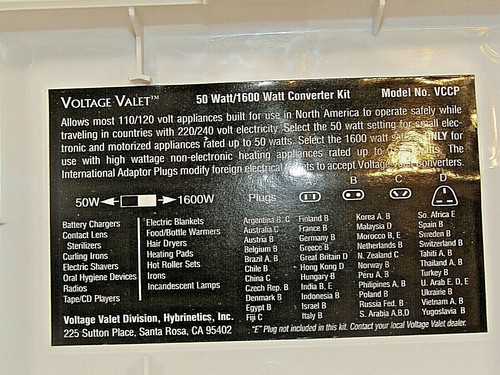 VOLTAGE VALET™ 50 Watt/1600 Watt Converter Kit Model No. VCCP
Allows most 110/120 volt appliances built for use in North America to operate safely while
traveling in countries with 220/240 volt electricity. Select the 50 watt setting for small elec-
tronic and motorized appliances rated up to 50 watts. Select the 1600 watt ONLY for
use with high wattage non-electronic heating appliances rated up to watts. The
International Adaptor Plugs modify foreign electrical to accept Voltage Converters.
50W 1600W Plugs A B C D
Battery Chargers
Contact Lens
Sterilizers
Curling Irons
Electric Shavers
Oral Hygiene Devices
Radios
Tape/CD Players
Electric Blankets
Food/Bottle Warmers
Hair Dryers
Heating Pads
Hot Roller Sets
Irons
Incandescent Lamps
Argentina B, C
Australia C
Austria B
Belgium B
Brazil A, B
Chile B
China C
Czech Rep. B
Denmark B
Egypt B
Fiji C
Finland B
France B
Germany B
Greece B
Great Britain D
Hong Kong D
Hungary B
India B, E
Indonesia B
Israel B
Italy B
Korea A, B
Malaysia D
Morocco B, E
Netherlands B
N. Zealand C
Norway B
Peru A, B
Philippines A, B
Poland B
Russia Fed. B
S. Arabia A,B,D
So. Africa E
Spain B
Sweden B
Switzerland B
Tahiti A, B
Thailand A, B
Turkey B
U. Arab E. D, E
Ukraine B
Vietnam A, B
Yugoslavia B
Voltage Valet Division, Hybrinetics, Inc.
225 Sutton Place, Santa Rosa, CA 95402
"E" Plug not included in this kit. Contact your local Voltage Valet dealer.